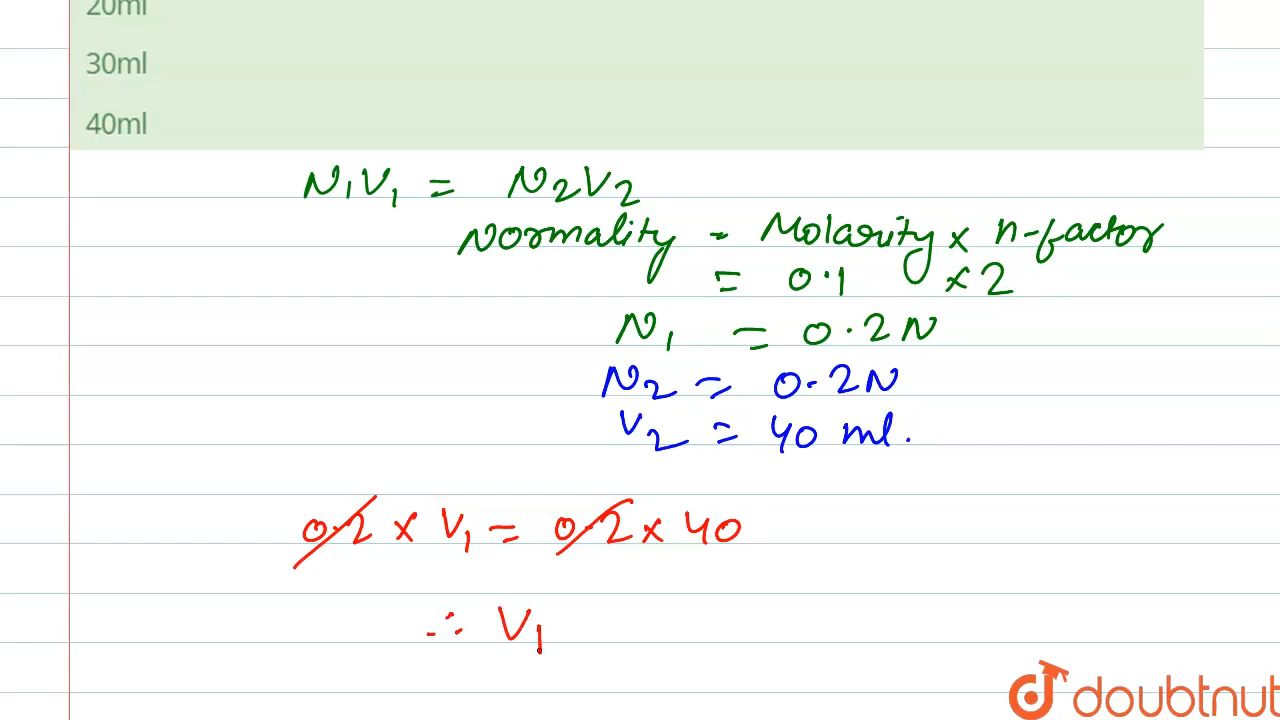 20ml
30ml
40ml
N₁V₁ = N₂V₂
Normality = Molarity × n-factor
= 0.1 × 2
N₁ = 0.2N
N₂ = 0.2N
V₂ = 40 ml.
0.2 × V₁ = 0.2 × 40
∴ V₁
doubtnut